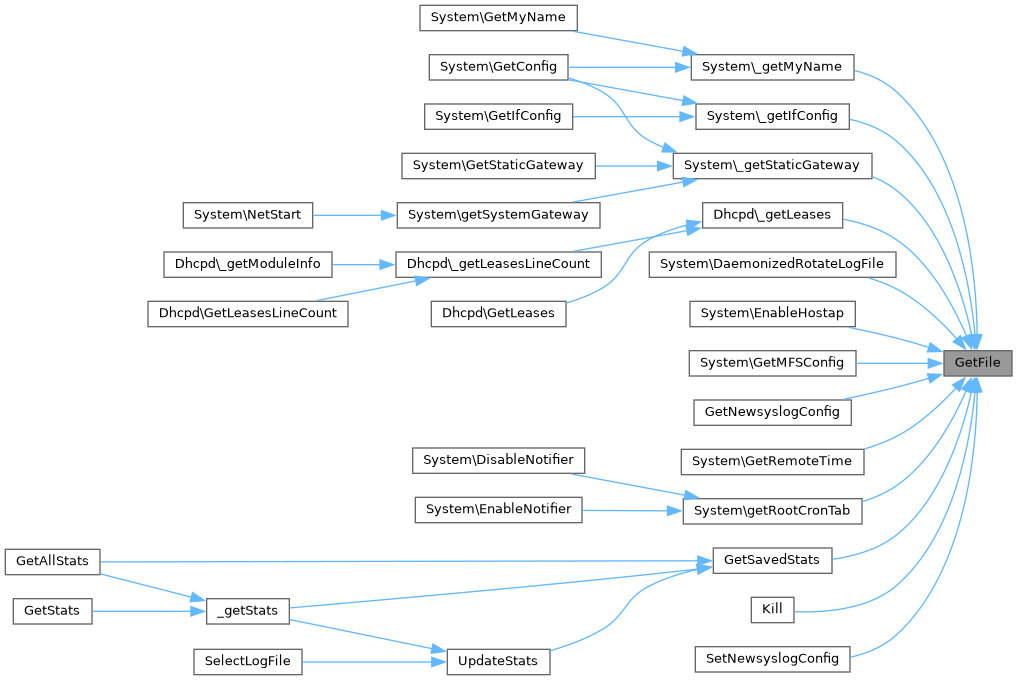 System\GetMyName
System\GetConfig
System\_getMyName
System\GetIfConfig
System\_getIfConfig
System\GetStaticGateway
System\_getStaticGateway
System\NetStart
System\getSystemGateway
Dhcpd\_getLeases
Dhcpd\_getModuleInfo
Dhcpd\_getLeasesLineCount
System\DaemonizedRotateLogFile
Dhcpd\GetLeasesLineCount
Dhcpd\GetLeases
System\EnableHostap
System\GetMFSConfig
GetFile
GetNewsyslogConfig
System\DisableNotifier
System\GetRemoteTime
System\EnableNotifier
System\getRootCronTab
GetAllStats
GetSavedStats
GetStats
_getStats
Kill
SelectLogFile
UpdateStats
SetNewsyslogConfig